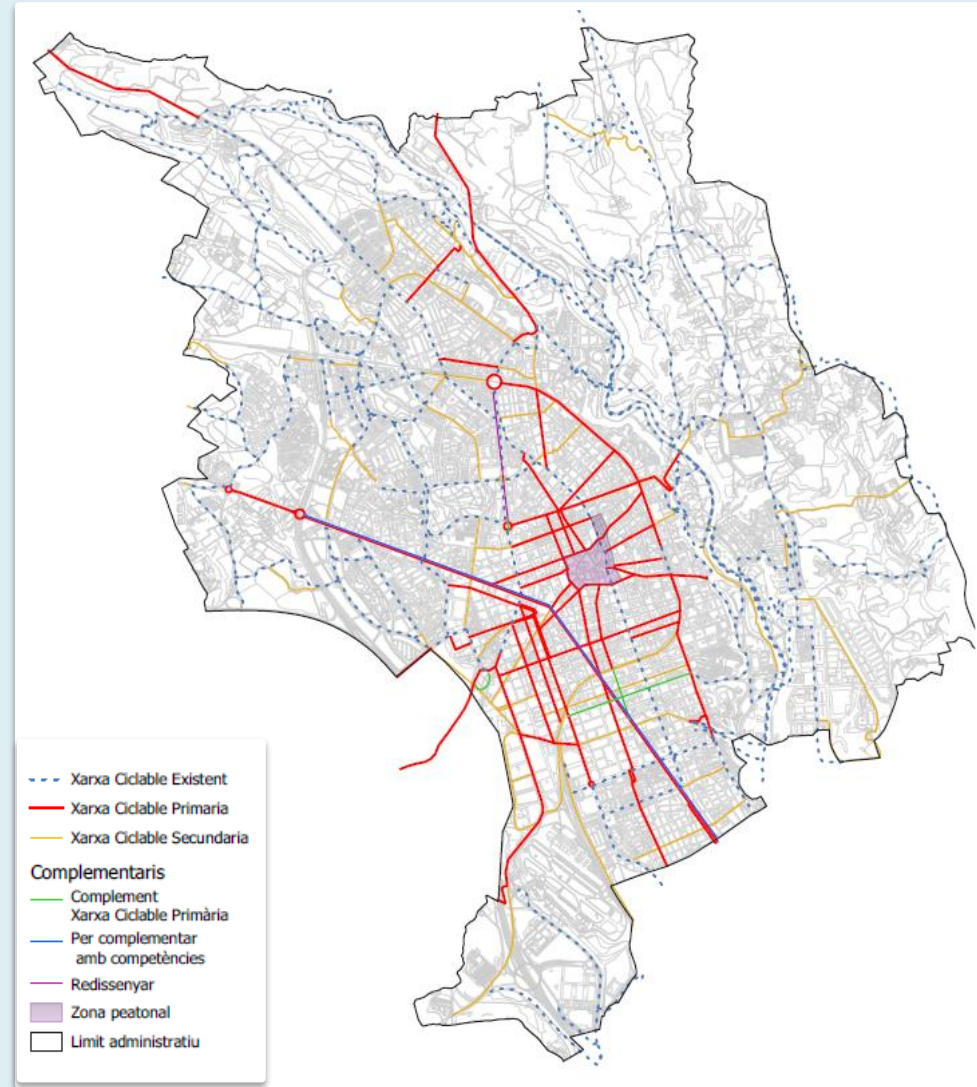 Xarxa Ciclable Existent
Xarxa Ciclable Primaria
Xarxa Ciclable Secundaria
Complementaris
Complement
Xarxa Ciclable Primària
Per complementar
amb competències
Redissenyar
Zona peatonal
Limit administratiu